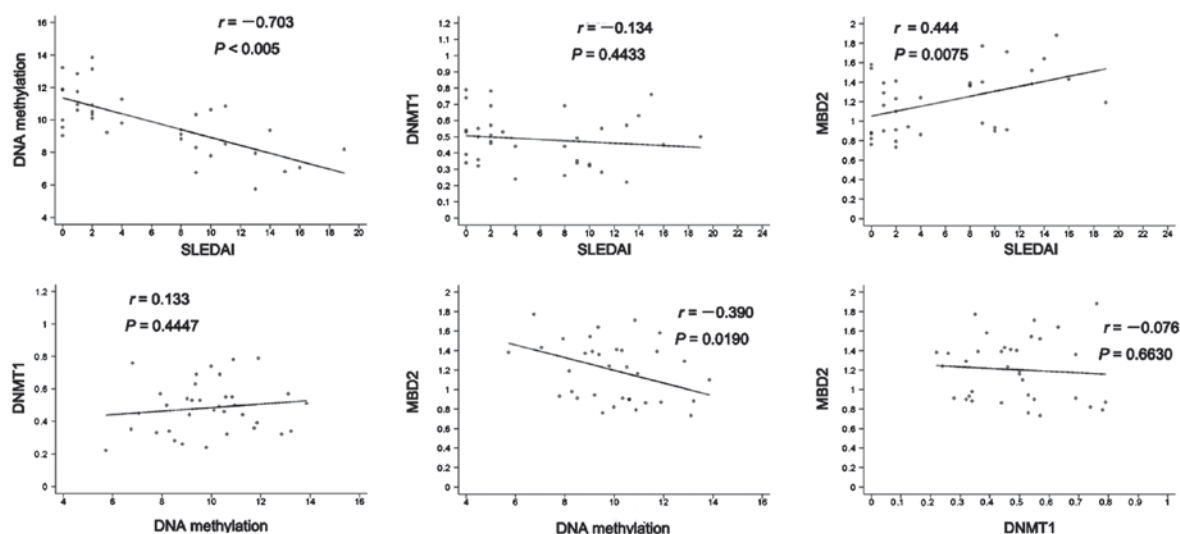 r = −0.703
P < 0.005
16
14
12
10
8
6
4
DNA methylation
0 2 4 6 8 10 12 14 16 18 20
SLEDAI
r = −0.134
P = 0.4433
1.2
1.1
1
0.9
0.8
0.7
0.6
0.5
0.4
0.3
0.2
0.1
0
DNMT1
0 2 4 6 8 10 12 14 16 18 20 22 24
SLEDAI
r = 0.444
P = 0.0075
2
1.8
1.6
1.4
1.2
1
0.8
0.6
0.4
0.2
0
MBD2
0 2 4 6 8 10 12 14 16 18 20 22 24
SLEDAI
r = 0.133
P = 0.4447
1.2
1
0.8
0.6
0.4
0.2
0
DNMT1
4 6 8 10 12 14 16
DNA methylation
r = −0.390
P = 0.0190
2
1.8
1.6
1.4
1.2
1
0.8
0.6
0.4
0.2
0
MBD2
4 6 8 10 12 14 16
DNA methylation
r = −0.076
P = 0.6630
2
1.8
1.6
1.4
1.2
1
0.8
0.6
0.4
0.2
0
MBD2
0 0.1 0.2 0.3 0.4 0.5 0.6 0.7 0.8 0.9 1
DNMT1